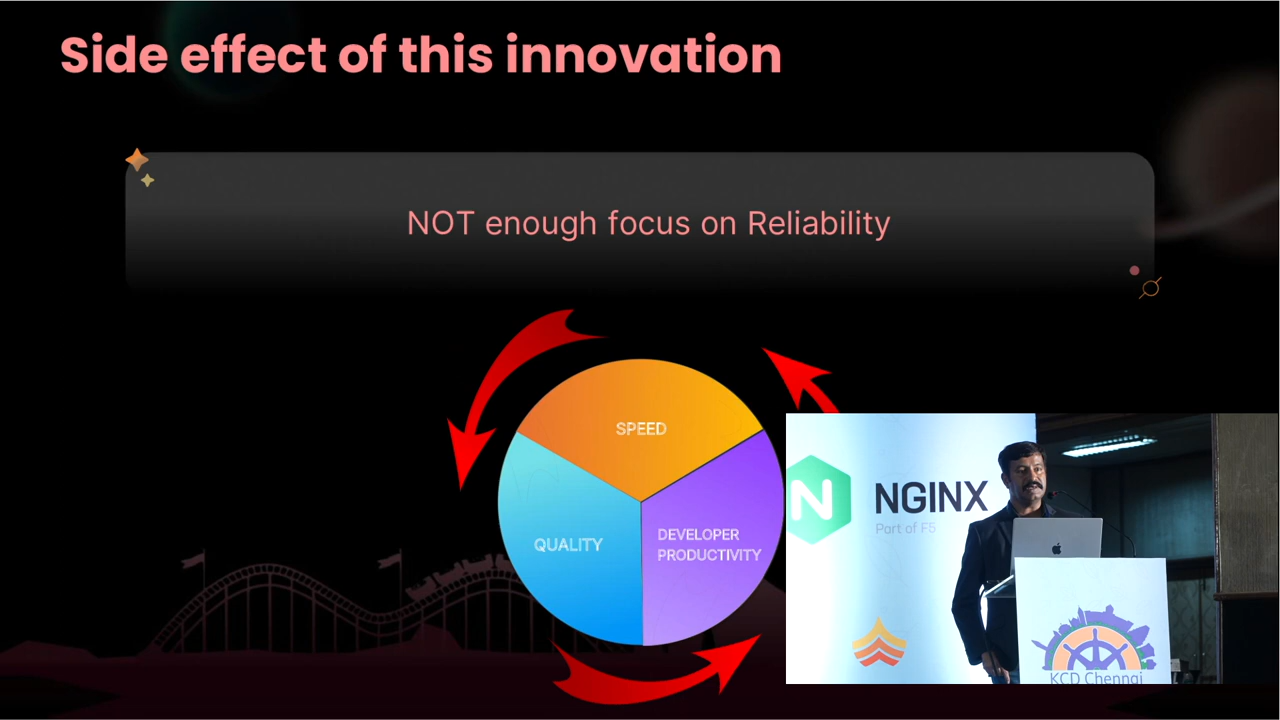 Side effect of this innovation
NOT enough focus on Reliability
SPEED
QUALITY
DEVELOPER
PRODUCTIVITY
N
NGINX
Part of F5
KCD Chennai